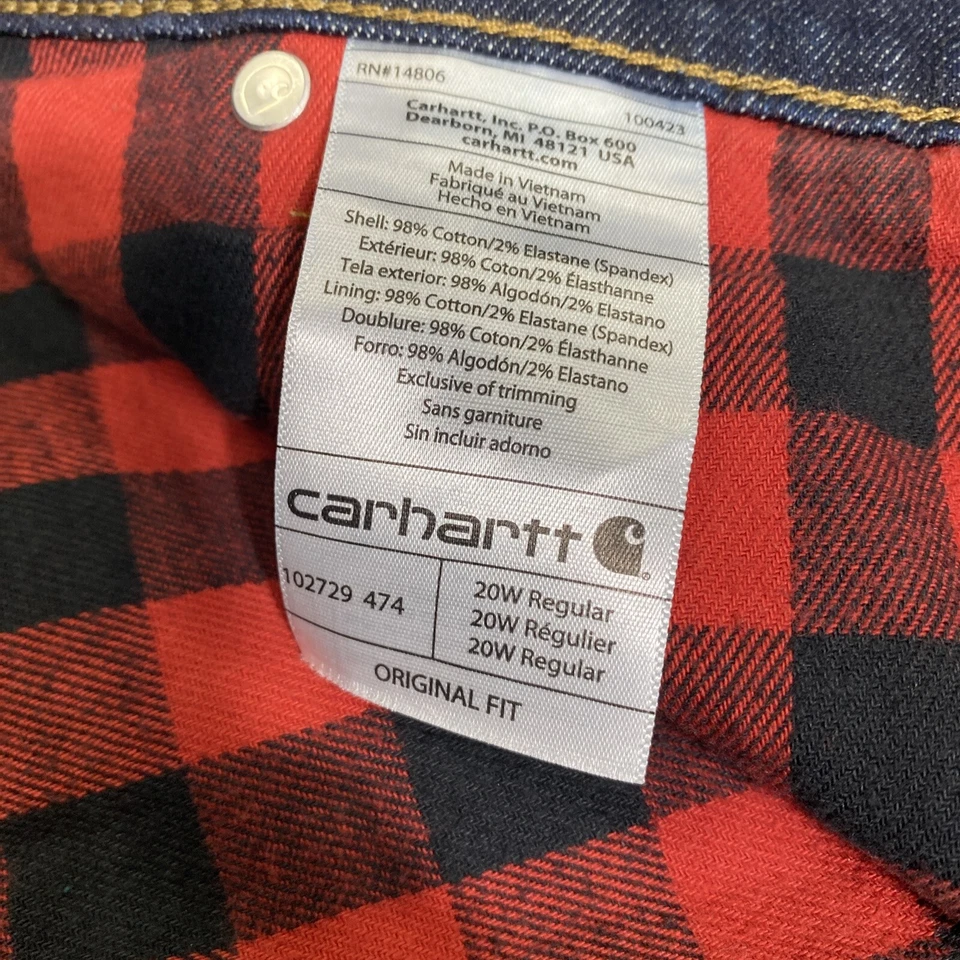 RN#14806
100423
Carhartt, Inc. P.O. Box 600
Dearborn, MI 48121 USA
carhartt.com
Made in Vietnam
Fabriqué au Vietnam
Hecho en Vietnam
Shell: 98% Cotton/2% Elastane (Spandex)
Extérieur: 98% Coton/2% Élasthanne
Tela exterior: 98% Algodón/2% Elastano
Lining: 98% Cotton/2% Elastane (Spandex)
Doublure: 98% Coton/2% Élasthanne
Forro: 98% Algodón/2% Elastano
Exclusive of trimming
Sans garniture
Sin incluir adorno
carhartt
102729 474
20W Regular
20W Régulier
20W Regular
ORIGINAL FIT